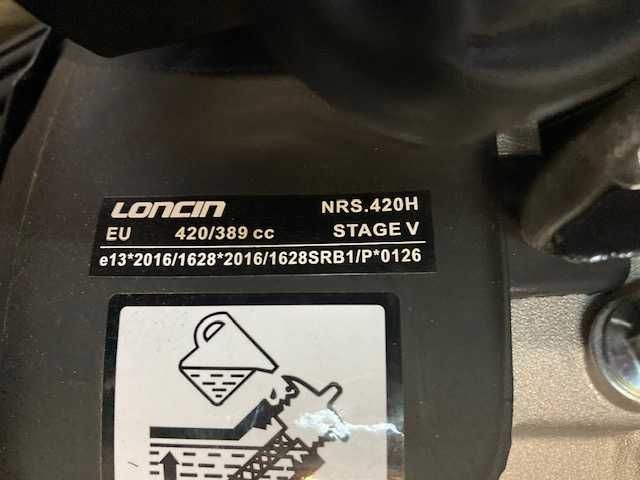 LONCIN NRS.420H
EU 420/389 cc STAGE V
e13*2016/1628*2016/1628SRB1/P*0126